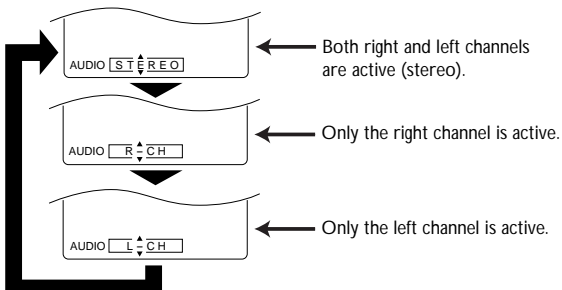 AUDIO STEREO
Both right and left channels
are active (stereo).
AUDIO R-CH
Only the right channel is active.
AUDIO L-CH
Only the left channel is active.